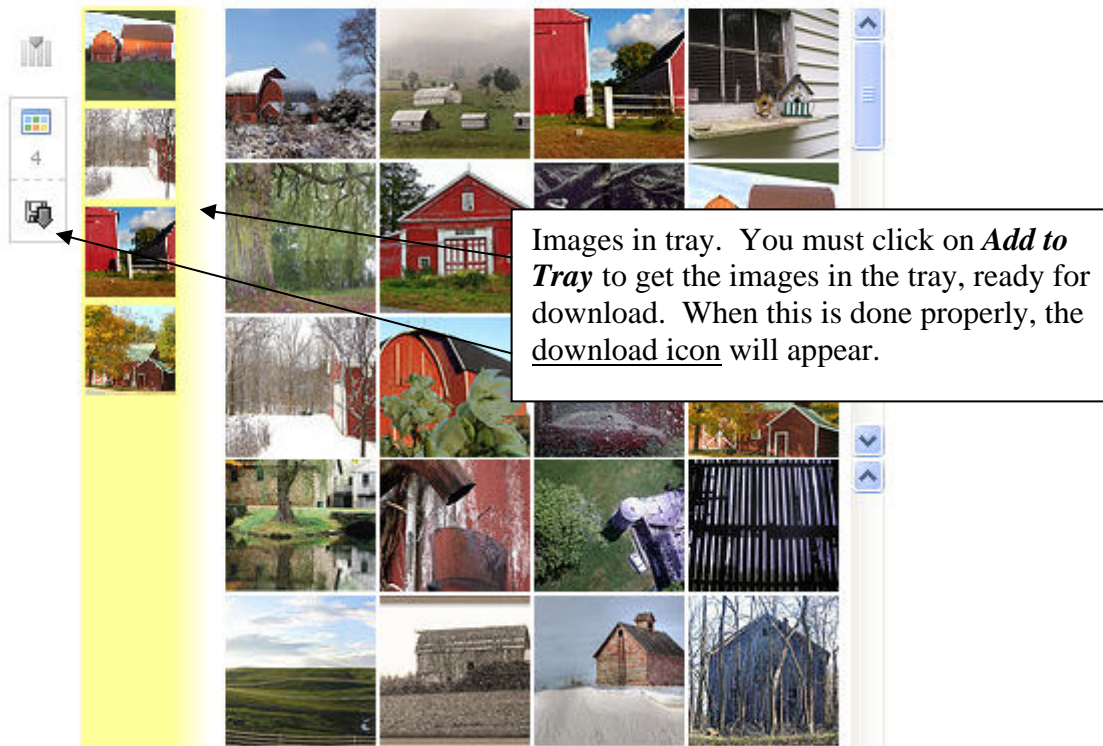 4
Images in tray.  You must click on Add to
Tray to get the images in the tray, ready for
download.  When this is done properly, the
download icon will appear.